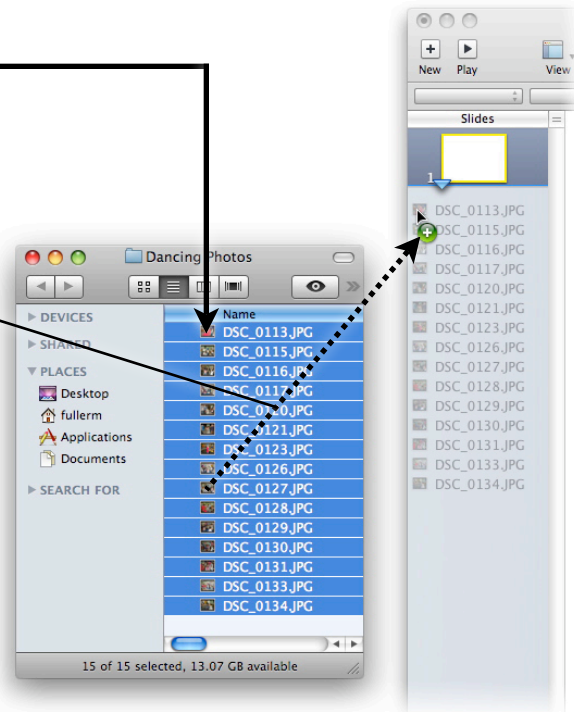 New Play View
Slides
1
DSC_0113.JPG
DSC_0115.JPG
DSC_0116.JPG
DSC_0117.JPG
DSC_0120.JPG
DSC_0121.JPG
DSC_0123.JPG
DSC_0126.JPG
DSC_0127.JPG
DSC_0128.JPG
DSC_0129.JPG
DSC_0130.JPG
DSC_0131.JPG
DSC_0133.JPG
DSC_0134.JPG
Dancing Photos
DEVICES
SHARED
PLACES
Desktop
fullerm
Applications
Documents
SEARCH FOR
Name
DSC_0113.JPG
DSC_0115.JPG
DSC_0116.JPG
DSC_0117.JPG
DSC_0120.JPG
DSC_0121.JPG
DSC_0123.JPG
DSC_0126.JPG
DSC_0127.JPG
DSC_0128.JPG
DSC_0129.JPG
DSC_0130.JPG
DSC_0131.JPG
DSC_0133.JPG
DSC_0134.JPG
15 of 15 selected, 13.07 GB available